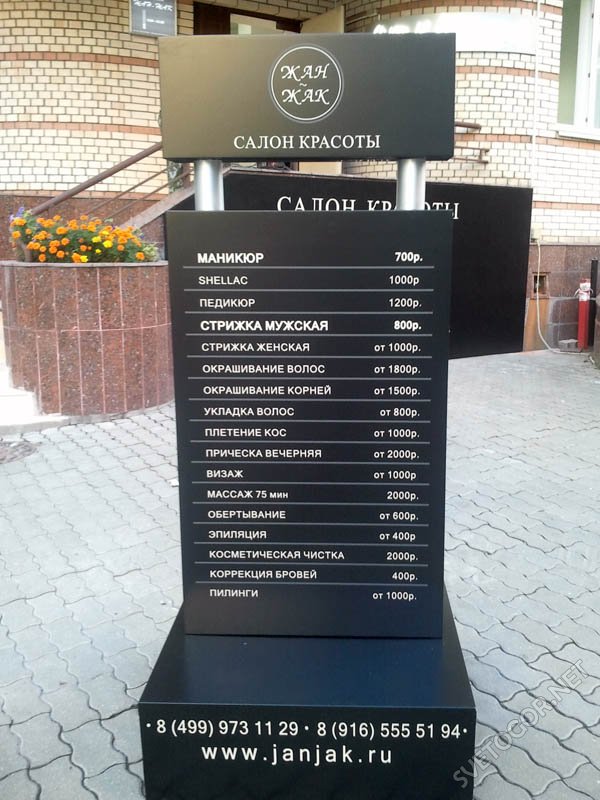 ЖАН-ЖАК
ЖАН
~
ЖАК
САЛОН КРАСОТЫ
САЛОН КРАСОТЫ
МАНИКЮР 700р.
SHELLAC 1000р
ПЕДИКЮР 1200р.
СТРИЖКА МУЖСКАЯ 800р.
СТРИЖКА ЖЕНСКАЯ от 1000р.
ОКРАШИВАНИЕ ВОЛОС от 1800р.
ОКРАШИВАНИЕ КОРНЕЙ от 1500р.
УКЛАДКА ВОЛОС от 800р.
ПЛЕТЕНИЕ КОС от 1000р.
ПРИЧЕСКА ВЕЧЕРНЯЯ от 2000р.
ВИЗАЖ от 1000р
МАССАЖ 75 мин 2000р.
ОБЕРТЫВАНИЕ от 600р.
ЭПИЛЯЦИЯ от 400р
КОСМЕТИЧЕСКАЯ ЧИСТКА 2000р.
КОРРЕКЦИЯ БРОВЕЙ 400р.
ПИЛИНГИ от 1000р.
· 8 (499) 973 11 29 · 8 (916) 555 51 94 ·
www.janjak.ru
SVETOGOR.NET